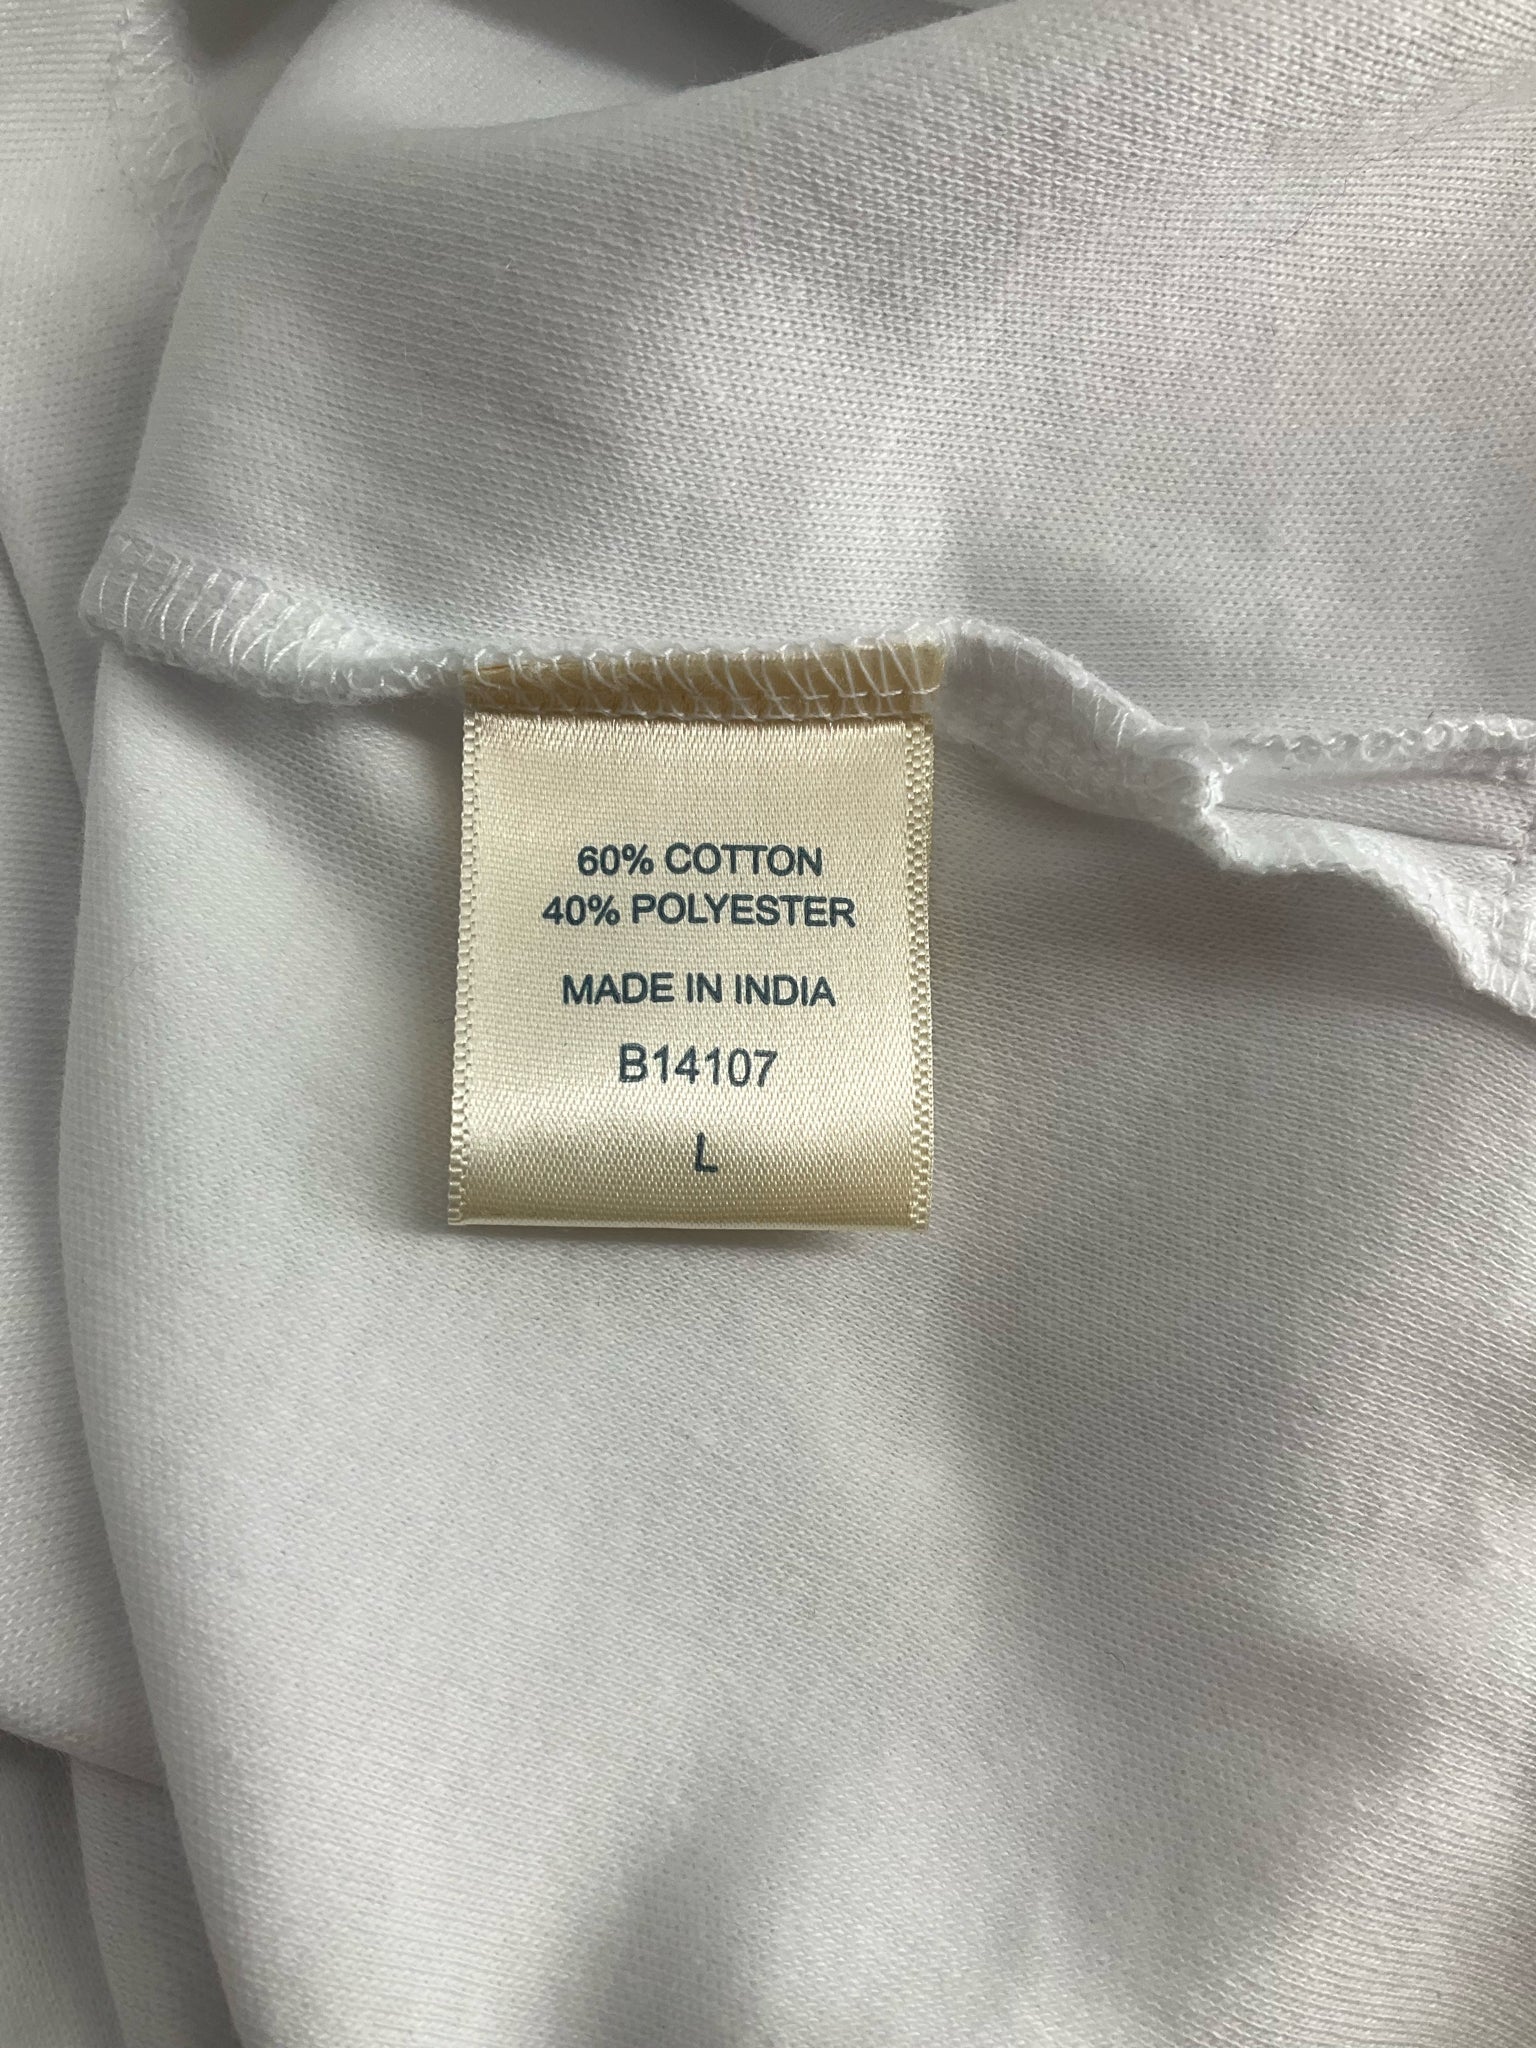 60% COTTON
40% POLYESTER
MADE IN INDIA
B14107
L